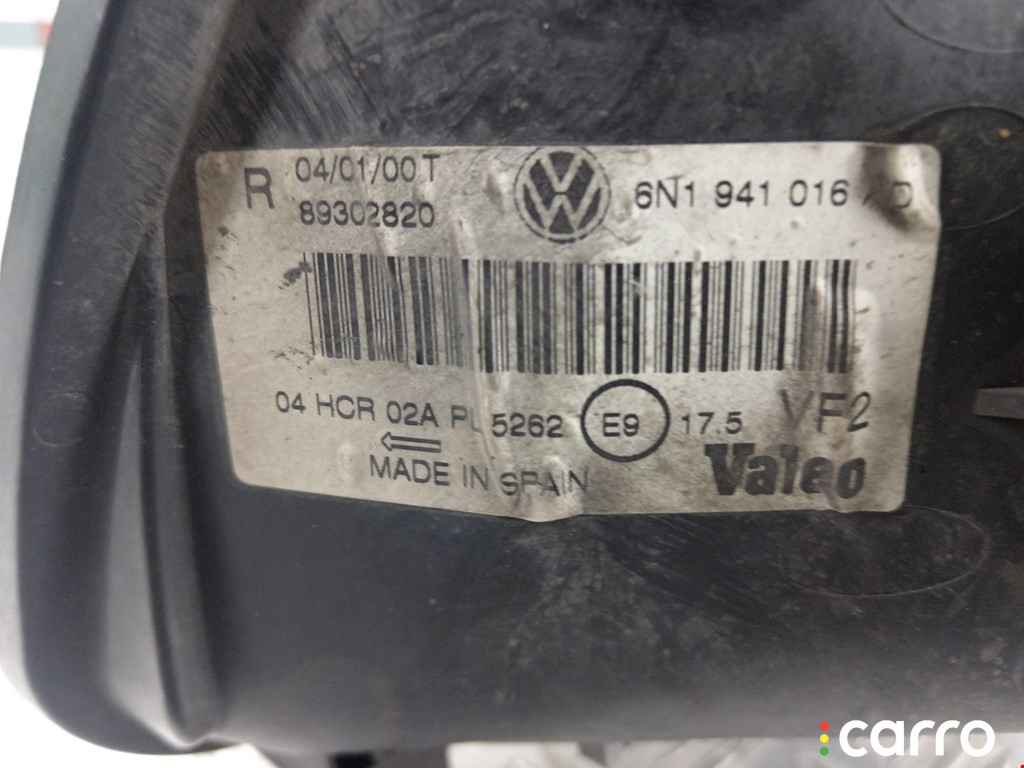 R 04/01/00 T
89302820
6N1 941 016 D
04 HCR 02A PL 5262 E9 17.5 VF2
MADE IN SPAIN
Valeo
carro